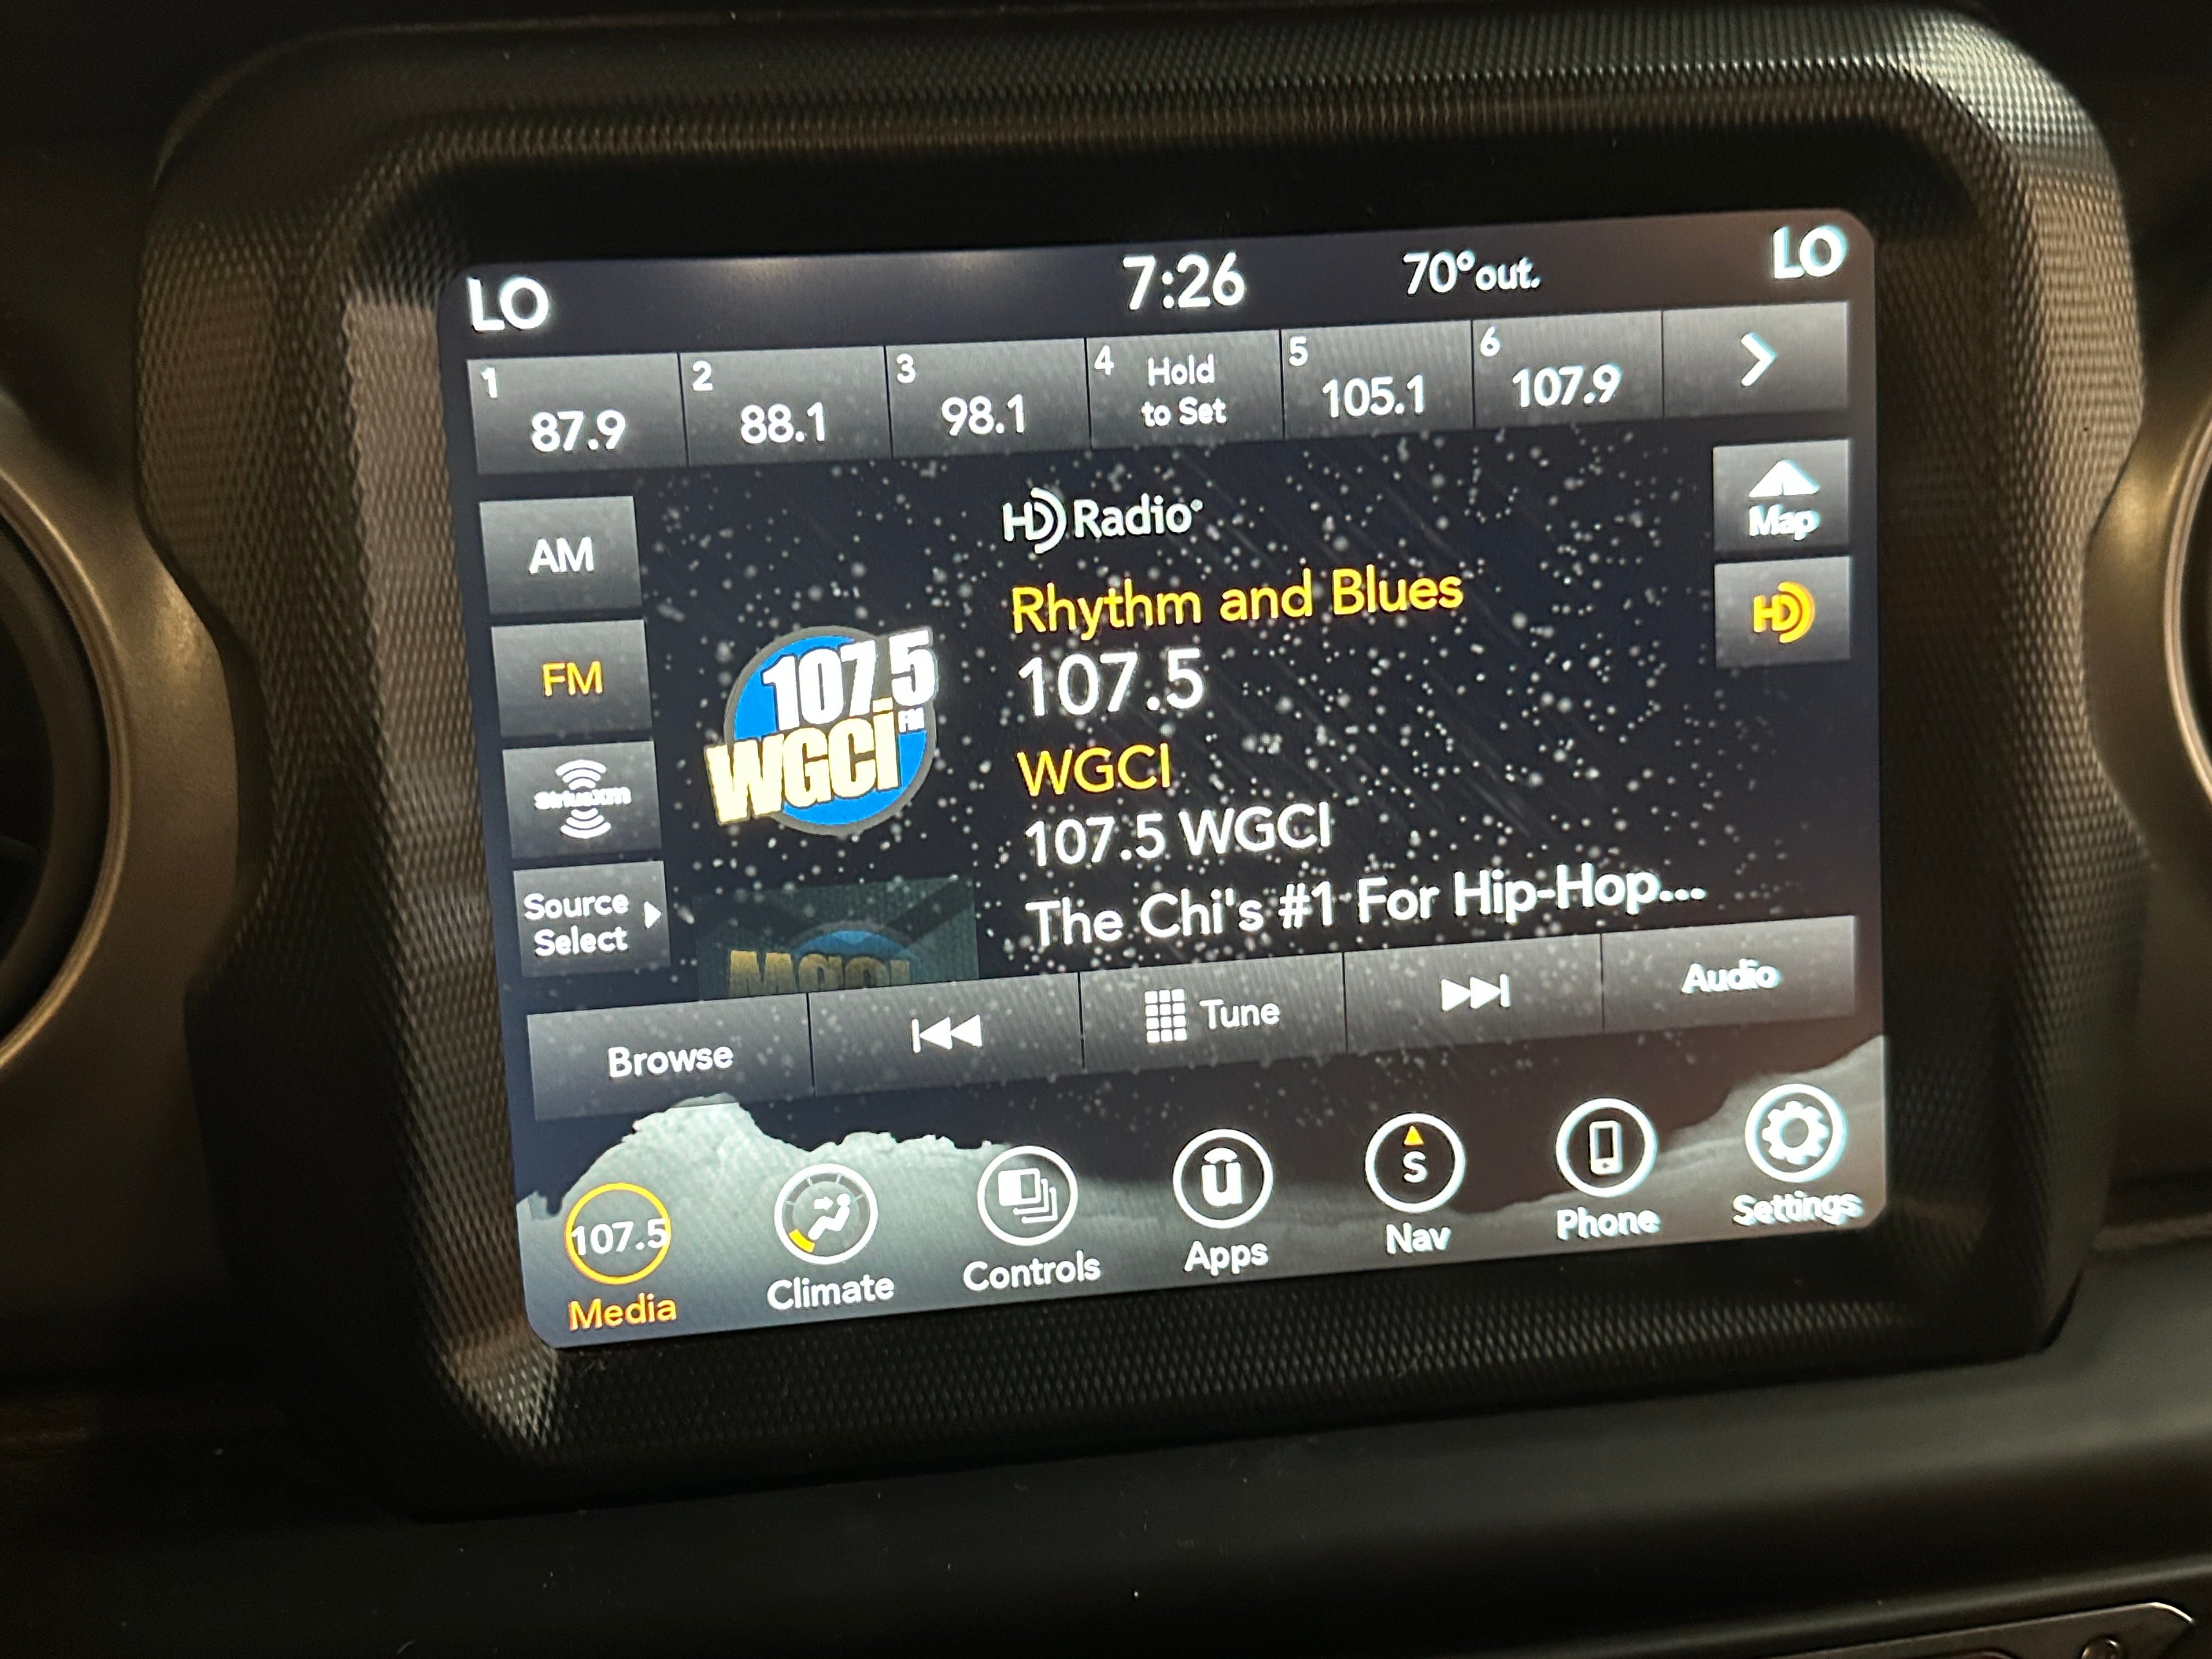 LO 7:26 70°out. LO
1 87.9 2 88.1 3 98.1 4 Hold to Set 5 105.1 6 107.9
AM
FM
SiriusXM
Source
Select
107.5
FM
WGCI
HD Radio
Rhythm and Blues
107.5
WGCI
107.5 WGCI
The Chi's #1 For Hip-Hop...
Map
HD
WGCI
Browse Tune Audio
107.5 S
Media Climate Controls Apps Nav Phone Settings